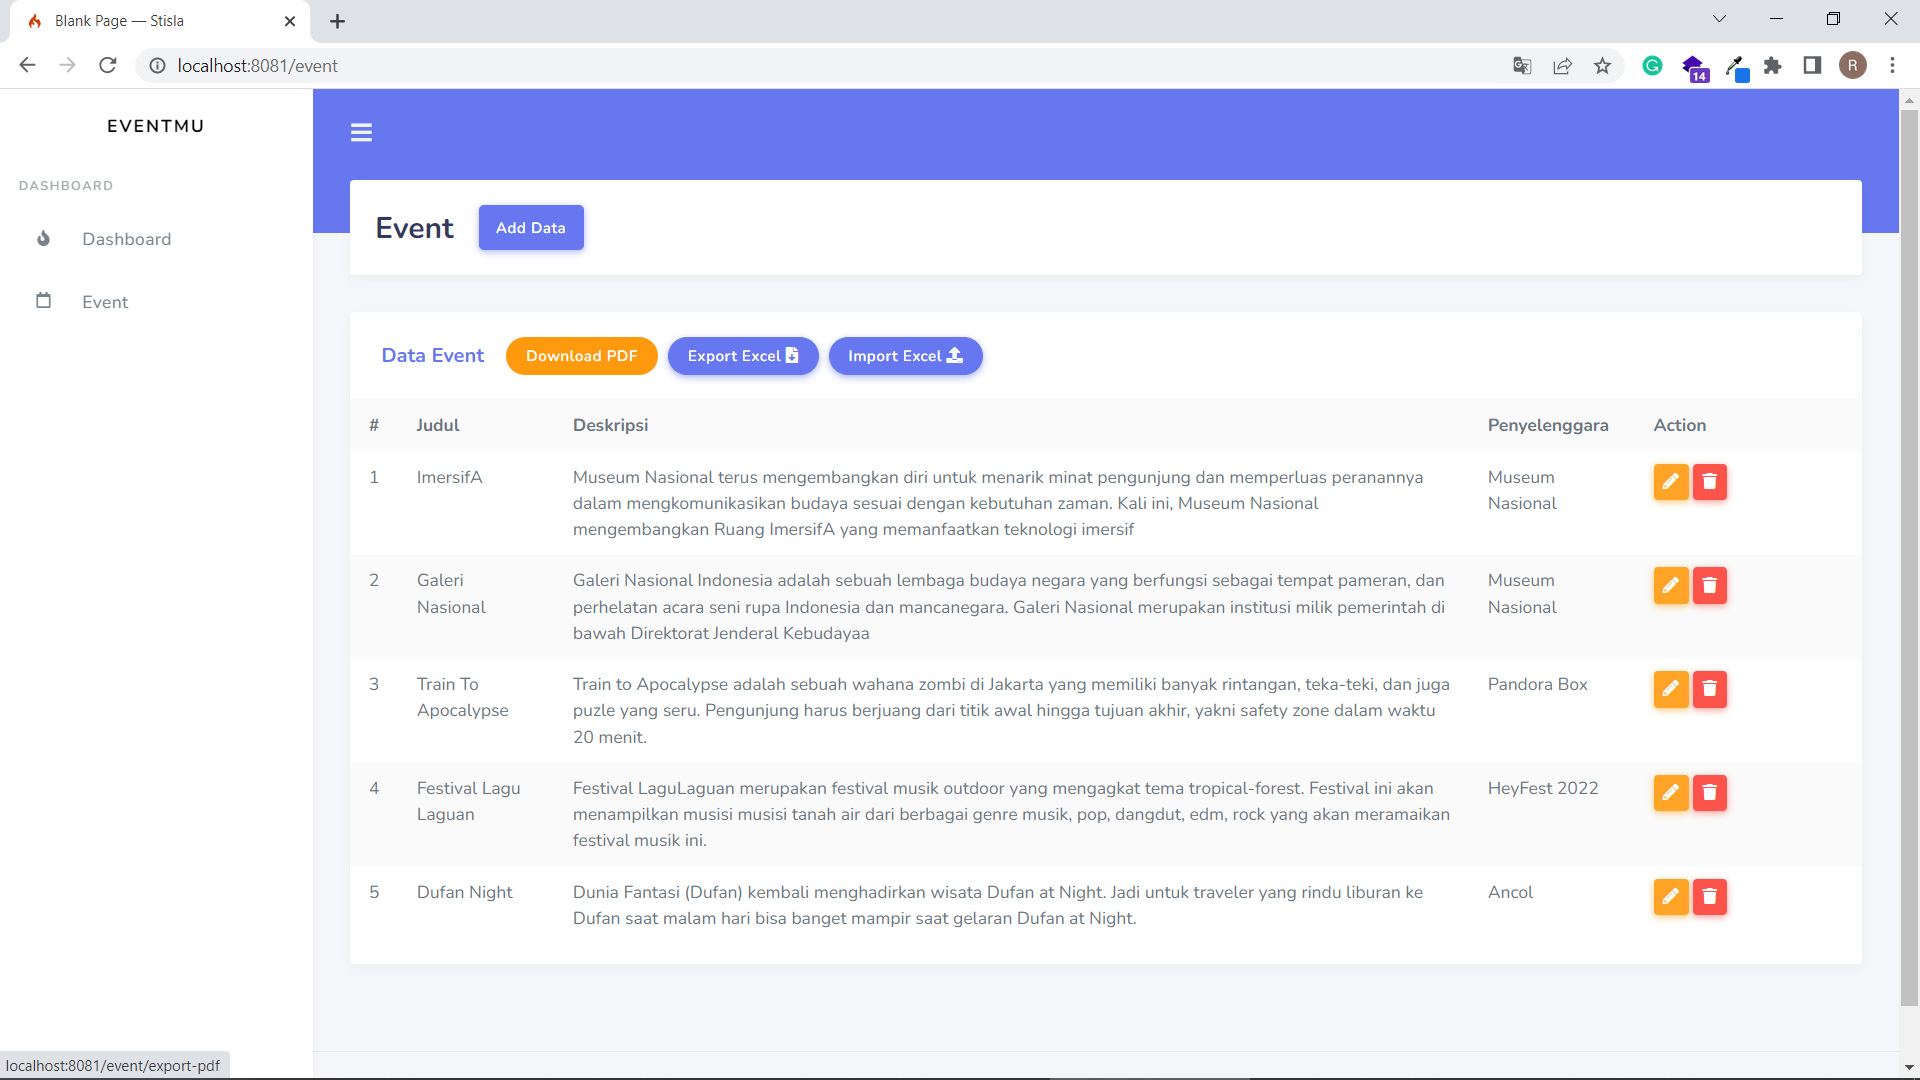 Blank Page — Stisla
localhost:8081/event
14
R
EVENTMU
DASHBOARD
Dashboard
Event
Event
Add Data
Data Event
Download PDF
Export Excel
Import Excel
# Judul Deskripsi Penyelenggara Action
1 ImersifA Museum Nasional terus mengembangkan diri untuk menarik minat pengunjung dan memperluas peranannya Museum
dalam mengkomunikasikan budaya sesuai dengan kebutuhan zaman. Kali ini, Museum Nasional Nasional
mengembangkan Ruang ImersifA yang memanfaatkan teknologi imersif
2 Galeri Galeri Nasional Indonesia adalah sebuah lembaga budaya negara yang berfungsi sebagai tempat pameran, dan Museum
Nasional perhelatan acara seni rupa Indonesia dan mancanegara. Galeri Nasional merupakan institusi milik pemerintah di Nasional
bawah Direktorat Jenderal Kebudayaa
3 Train To Train to Apocalypse adalah sebuah wahana zombi di Jakarta yang memiliki banyak rintangan, teka-teki, dan juga Pandora Box
Apocalypse puzle yang seru. Pengunjung harus berjuang dari titik awal hingga tujuan akhir, yakni safety zone dalam waktu
20 menit.
4 Festival Lagu Festival LaguLaguan merupakan festival musik outdoor yang mengagkat tema tropical-forest. Festival ini akan HeyFest 2022
Laguan menampilkan musisi musisi tanah air dari berbagai genre musik, pop, dangdut, edm, rock yang akan meramaikan
festival musik ini.
5 Dufan Night Dunia Fantasi (Dufan) kembali menghadirkan wisata Dufan at Night. Jadi untuk traveler yang rindu liburan ke Ancol
Dufan saat malam hari bisa banget mampir saat gelaran Dufan at Night.
localhost:8081/event/export-pdf